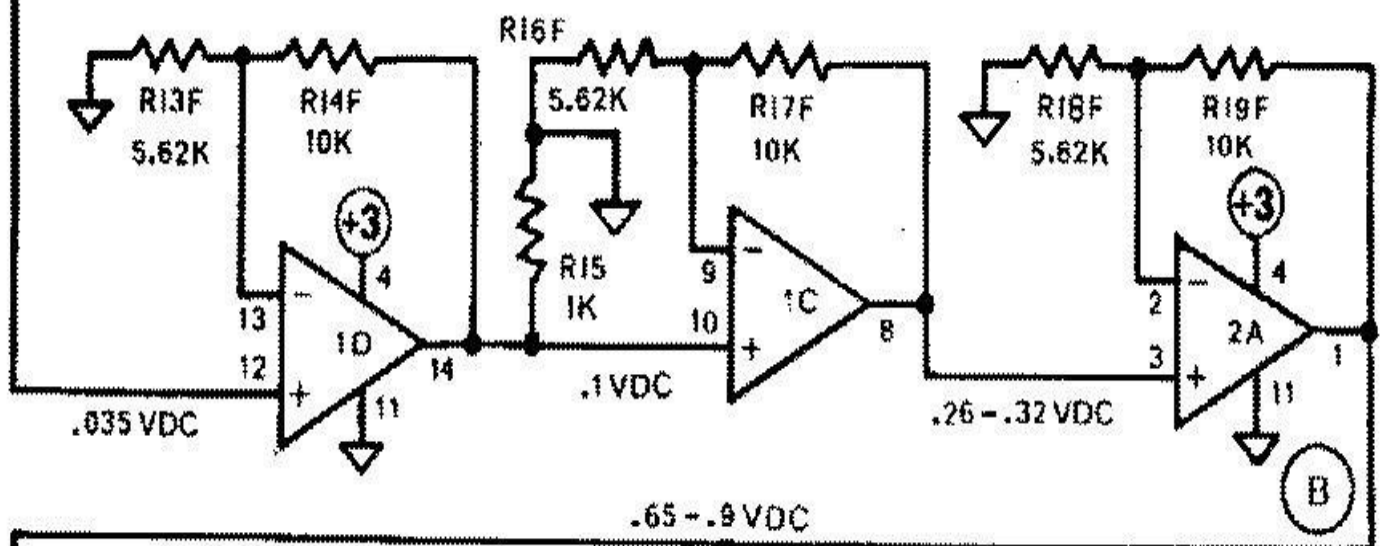 R13F
5.62K
R14F
10K
+3
4
13
12
1D
14
11
.035 VDC
R16F
5.62K
R17F
10K
R15
1K
9
10
1C
8
.1 VDC
R18F
5.62K
R19F
10K
+3
4
2
3
2A
1
11
.26-.32 VDC
B
.65-.9 VDC
-
+
-
+
-
+